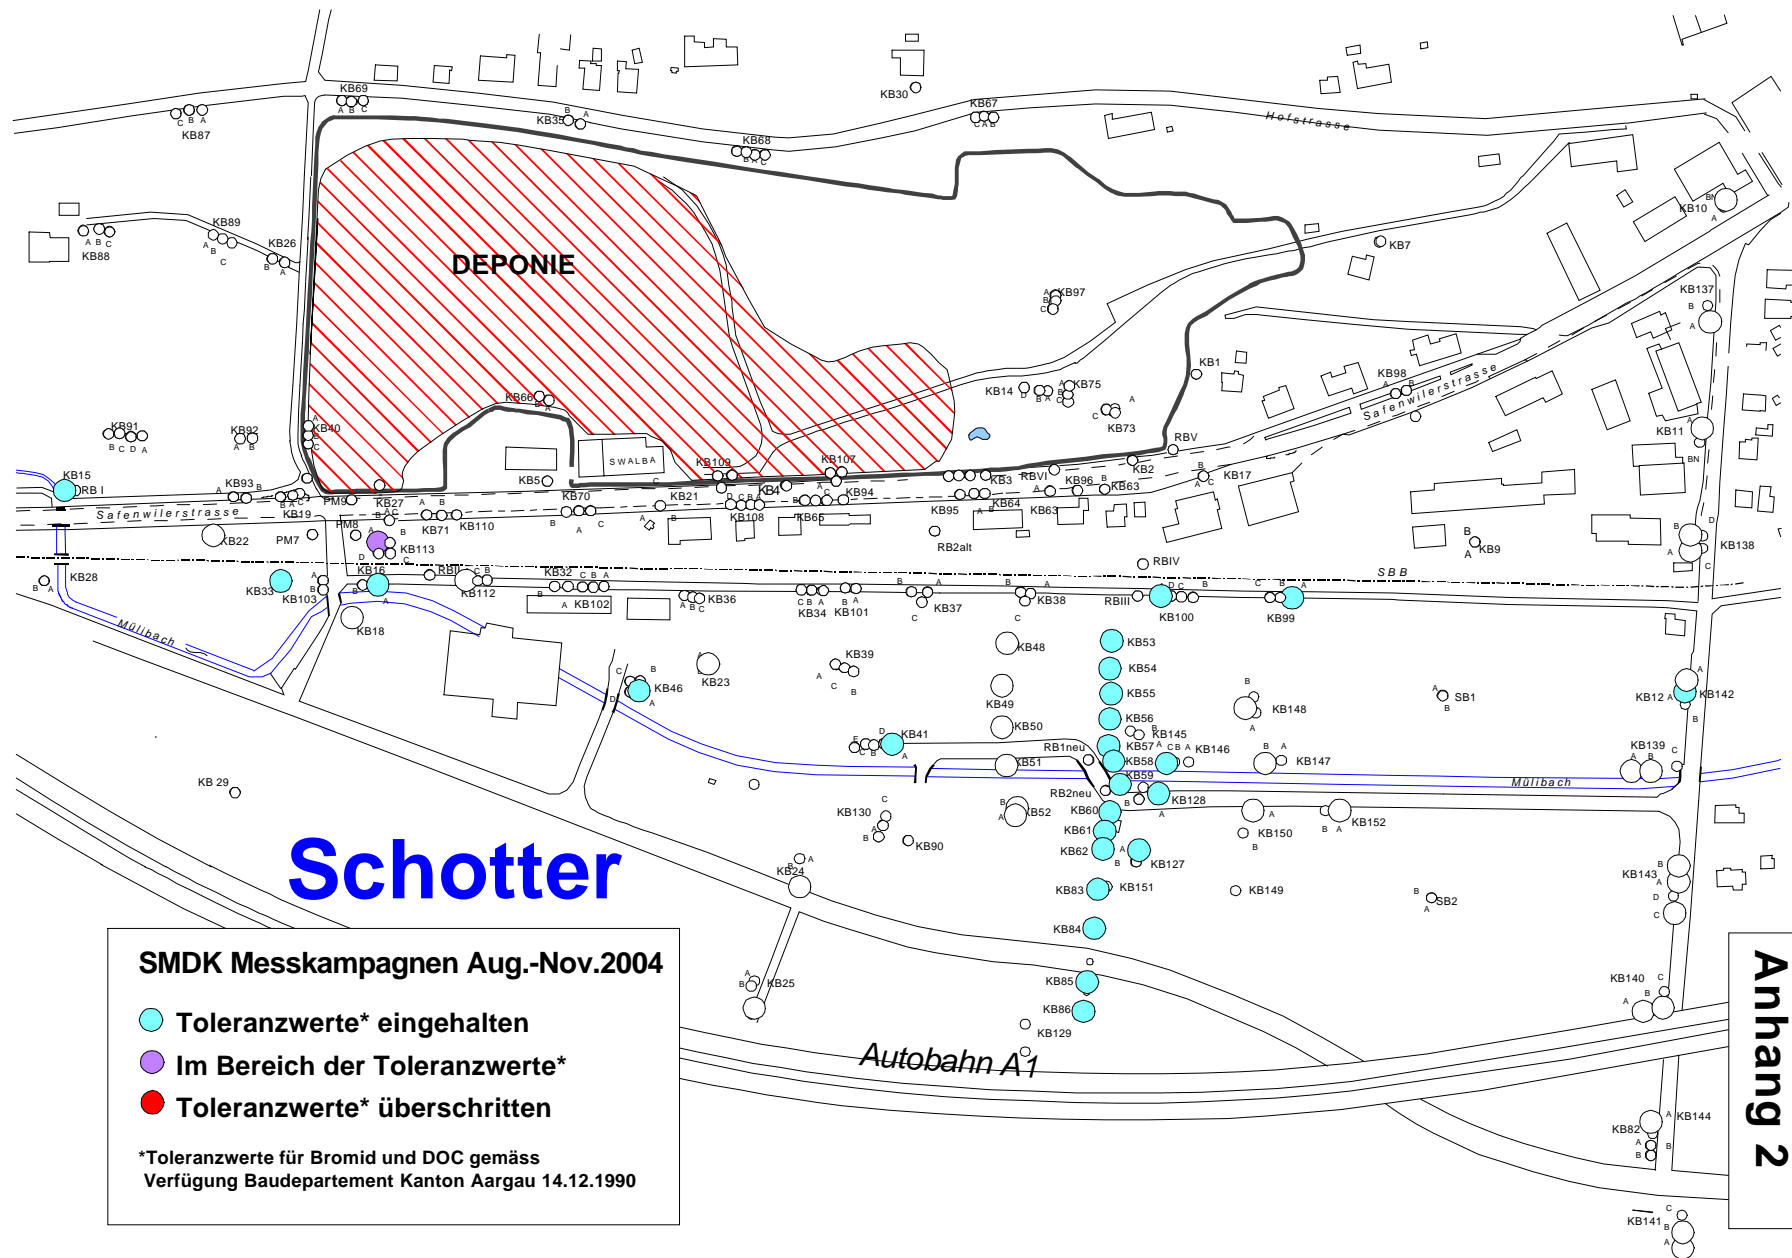 KB69
A B C
C B A
KB87
KB35
B
A
KB68
B A C
KB30
KB67
C A B
Hofstrasse
BN
KB10
A
KB89
A
B
C
KB26
B
A
A B C
KB88
DEPONIE
KB7
KB97
A
B
C
KB137
B
A
KB1
KB98
A
B
Safenwilerstrasse
KB14
D
B A
KB75
A
B
C
A
C
KB73
KB66
B A
KB91
B C D A
KB92
A B
A
KB40
B
C
KB11
A
BN
RBV
KB2
KB17
B
A C
SWALBA
C
KB109
KB107
KB5
KB15
RB I
KB93
A
B
KB19
B A C
PM9
KB27
B
A C
KB70
B
A
C
KB21
A
B
KB4
D C B A
KB108
A
C
KB94
B
KB65
KB3
RBVI
KB96
A
KB63
KB63
KB95
A B
KB64
Safenwilerstrasse
KB22
PM7
PM8
KB71
A B
KB110
A
B
KB113
D
C
RB2alt
RBIV
KB9
B
A
D
KB138
B
A
C
SBB
KB28
B A
KB33
KB103
A
B
KB16
B
A
RBII
C B
KB112
KB32
B
A
C B A
KB102
KB36
A B C
KB34
C B A
B A
KB101
A
KB37
C
A
KB38
C
RBIII
D C B
KB100
C B A
KB99
Mülibach
KB18
KB23
KB39
A
C
B
KB48
KB53
KB54
KB55
KB56
KB57
KB58
KB59
KB60
KB61
KB62
KB46
C
B
D
A
KB49
KB50
KB51
KB52
B
A
KB41
E
D
C B A
RB1neu
RB2neu
B
KB145
A
C B A
KB146
B
KB148
A
SB1
A
B
KB12
A
KB142
A
B
B A
KB147
KB139
A B
C
Mülibach
KB 29
KB130
C
A
B
KB90
KB128
B
A
A
KB150
B
B A
KB152
KB24
B
A
A
KB127
B
KB83
KB151
KB149
B
SB2
A
B
KB143
A
D
C
KB84
Schotter
KB25
A
B
KB85
KB86
KB129
KB140
A
B
C
Autobahn A1
KB144
A
KB82
A
B
B
KB141
C
B
A
SMDK Messkampagnen Aug.-Nov.2004
Toleranzwerte* eingehalten
Im Bereich der Toleranzwerte*
Toleranzwerte* überschritten
*Toleranzwerte für Bromid und DOC gemäss
Verfügung Baudepartement Kanton Aargau 14.12.1990
Anhang 2